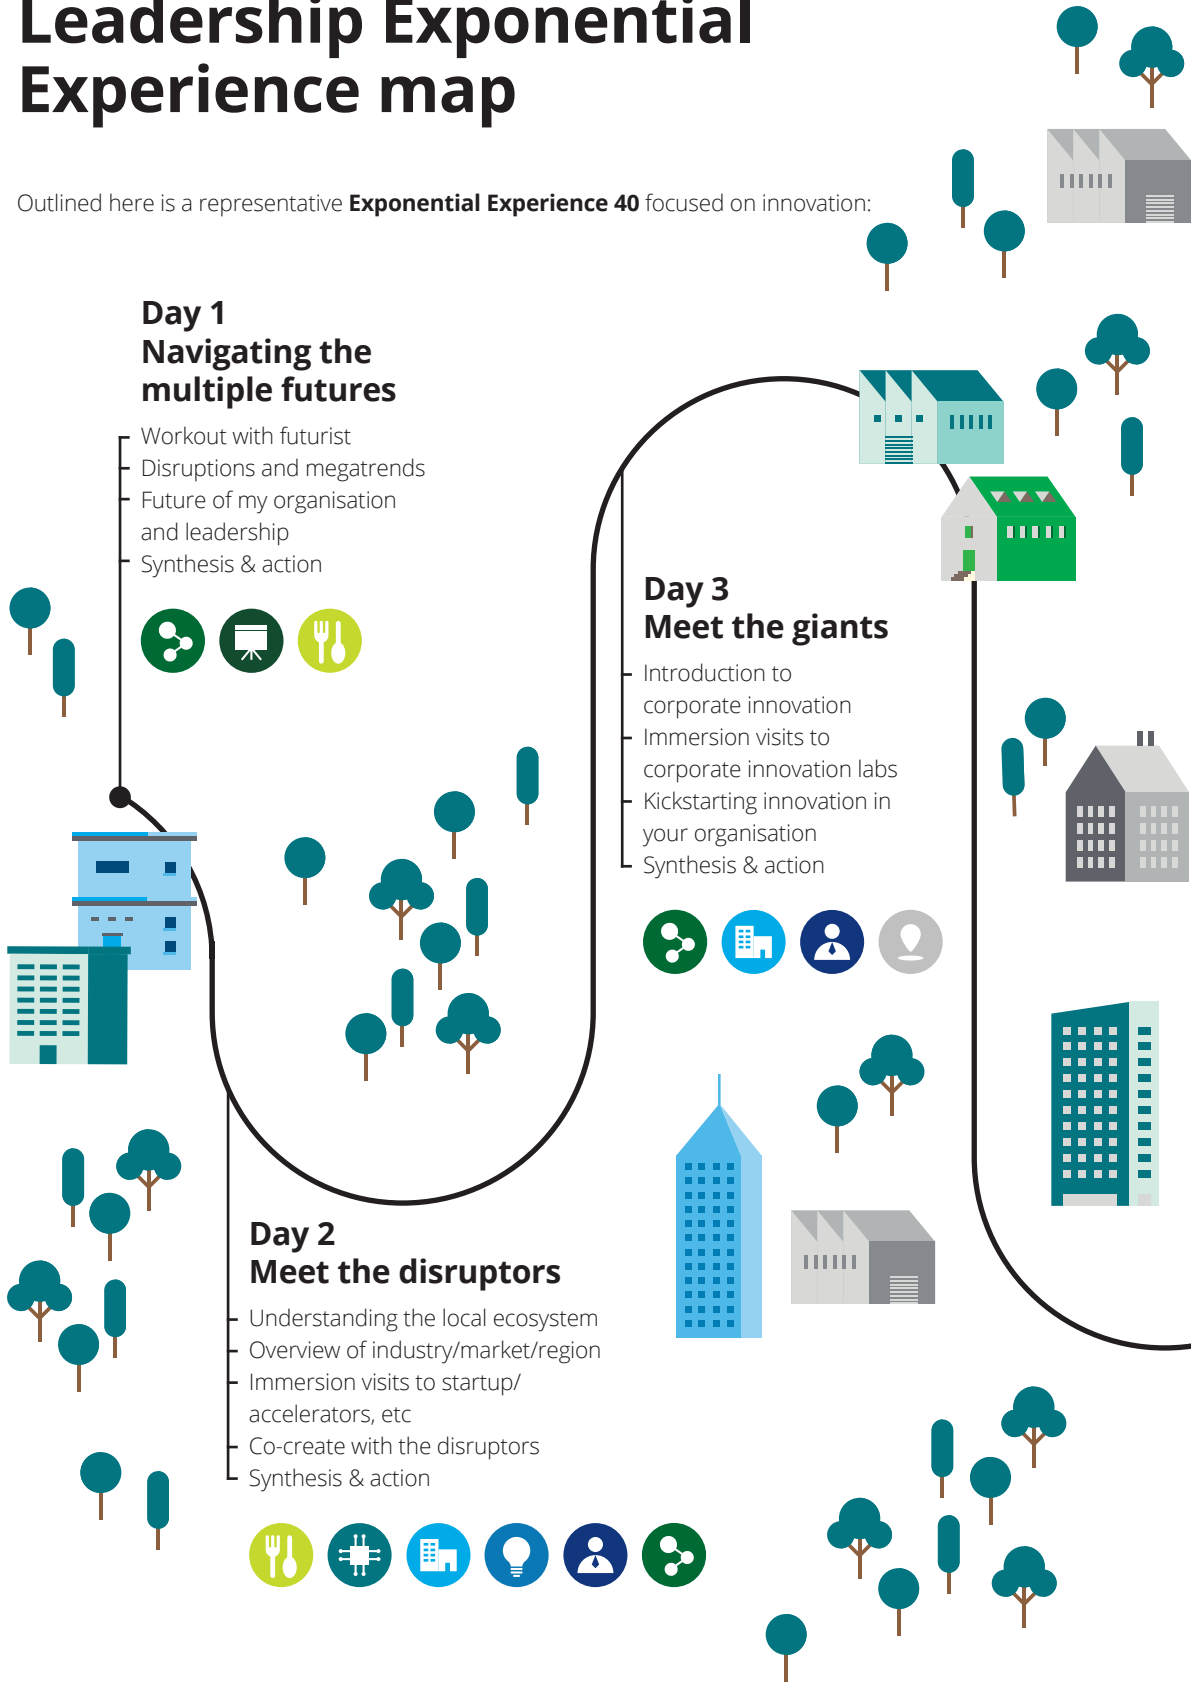 Leadership Exponential
Experience map
Outlined here is a representative Exponential Experience 40 focused on innovation:
Day 1
Navigating the
multiple futures
Workout with futurist
Disruptions and megatrends
Future of my organisation
and leadership
Synthesis & action
Day 3
Meet the giants
Introduction to
corporate innovation
Immersion visits to
corporate innovation labs
Kickstarting innovation in
your organisation
Synthesis & action
Day 2
Meet the disruptors
Understanding the local ecosystem
Overview of industry/market/region
Immersion visits to startup/
accelerators, etc
Co-create with the disruptors
Synthesis & action